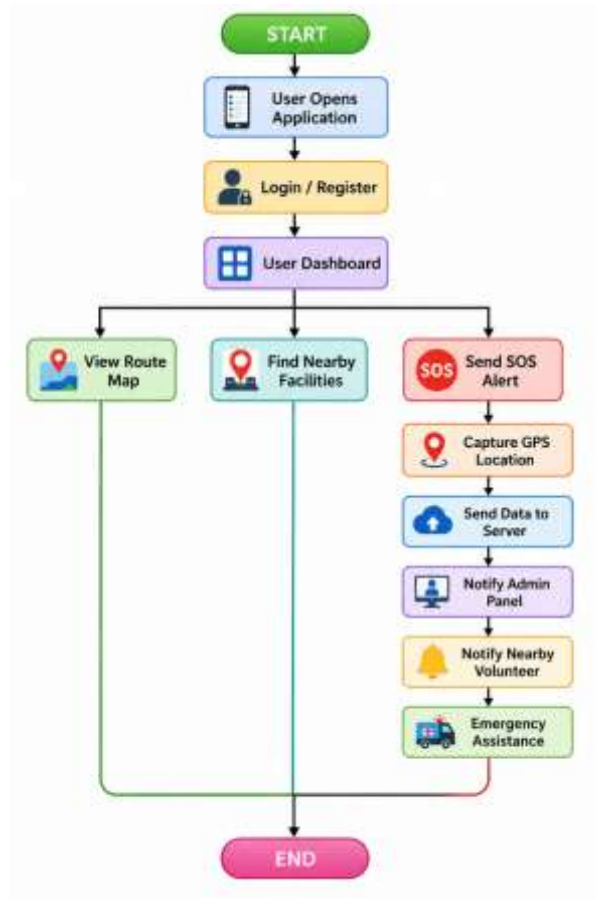 START
User Opens
Application
Login / Register
User Dashboard
View Route
Map
Find Nearby
Facilities
SOS
Send SOS
Alert
Capture GPS
Location
Send Data to
Server
Notify Admin
Panel
Notify Nearby
Volunteer
Emergency
Assistance
END